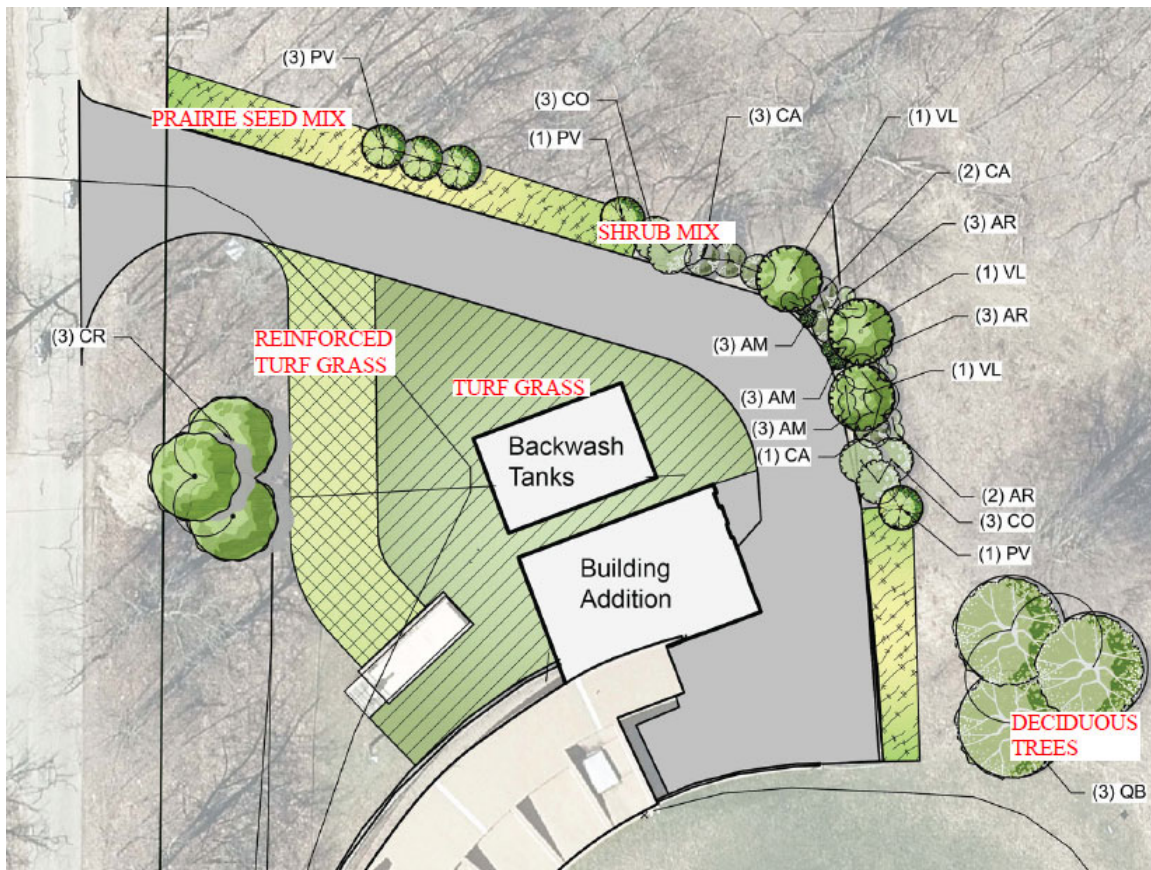 (3) PV
PRAIRIE SEED MIX
(3) CO
(1) PV
(3) CA
(1) VL
(2) CA
(3) AR
SHRUB MIX
(1) VL
(3) AR
(3) AM
(1) VL
(3) CR
REINFORCED
TURF GRASS
TURF GRASS
(3) AM
(3) AM
(1) CA
Backwash
Tanks
(2) AR
(3) CO
(1) PV
Building
Addition
DECIDUOUS
TREES
(3) QB